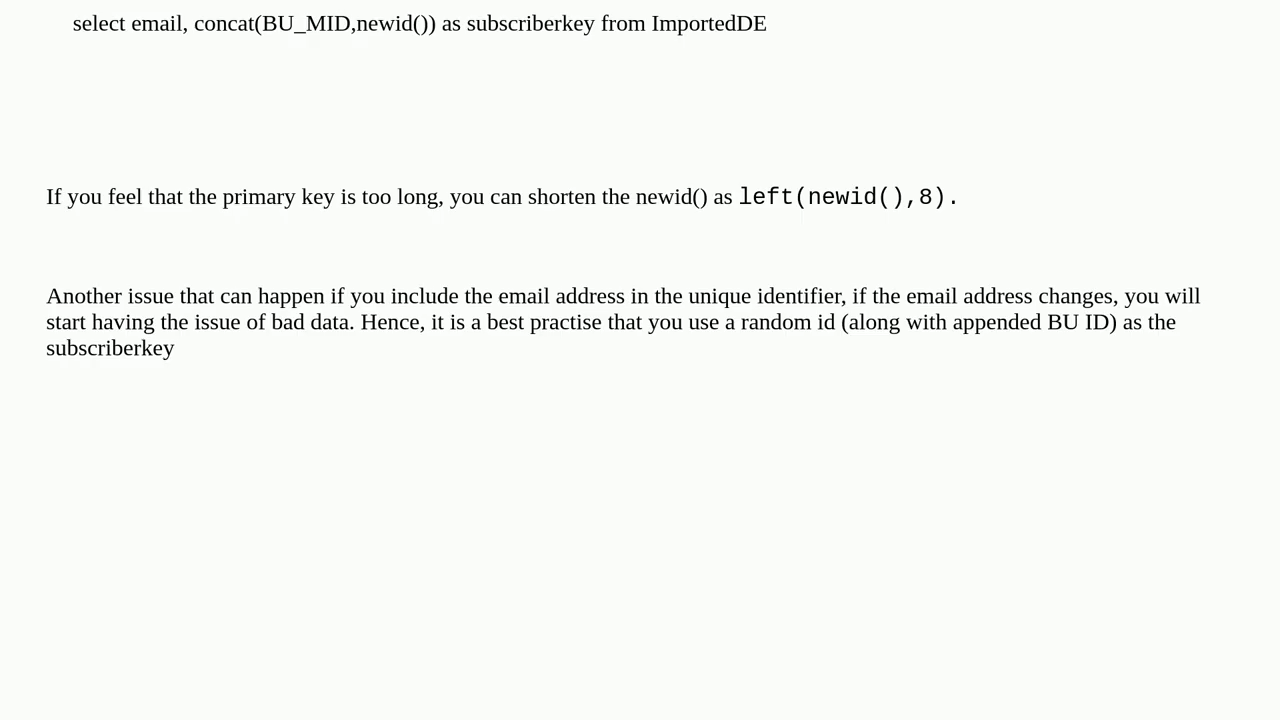 select email, concat(BU_MID,newid()) as subscriberkey from ImportedDE
If you feel that the primary key is too long, you can shorten the newid() as left(newid(),8).
Another issue that can happen if you include the email address in the unique identifier, if the email address changes, you will
start having the issue of bad data. Hence, it is a best practise that you use a random id (along with appended BU ID) as the
subscriberkey